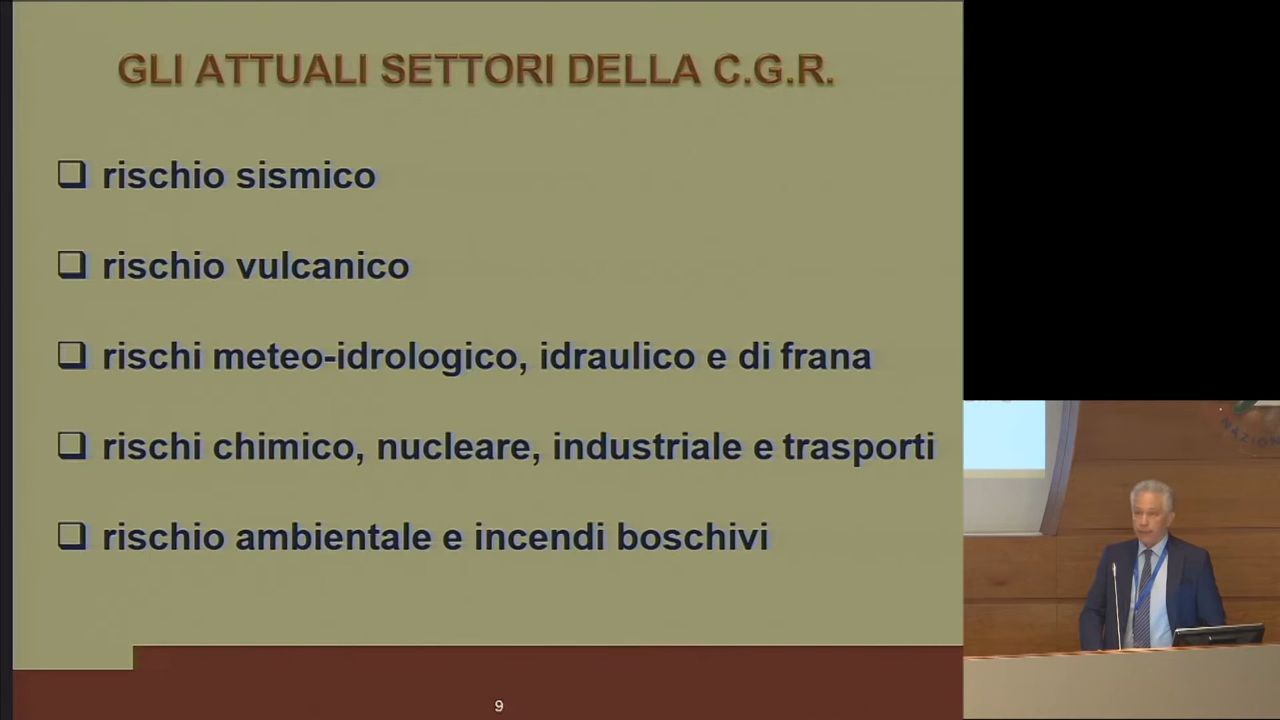 GLI ATTUALI SETTORI DELLA C.G.R.
rischio sismico
rischio vulcanico
rischi meteo-idrologico, idraulico e di frana
rischi chimico, nucleare, industriale e trasporti
rischio ambientale e incendi boschivi
9